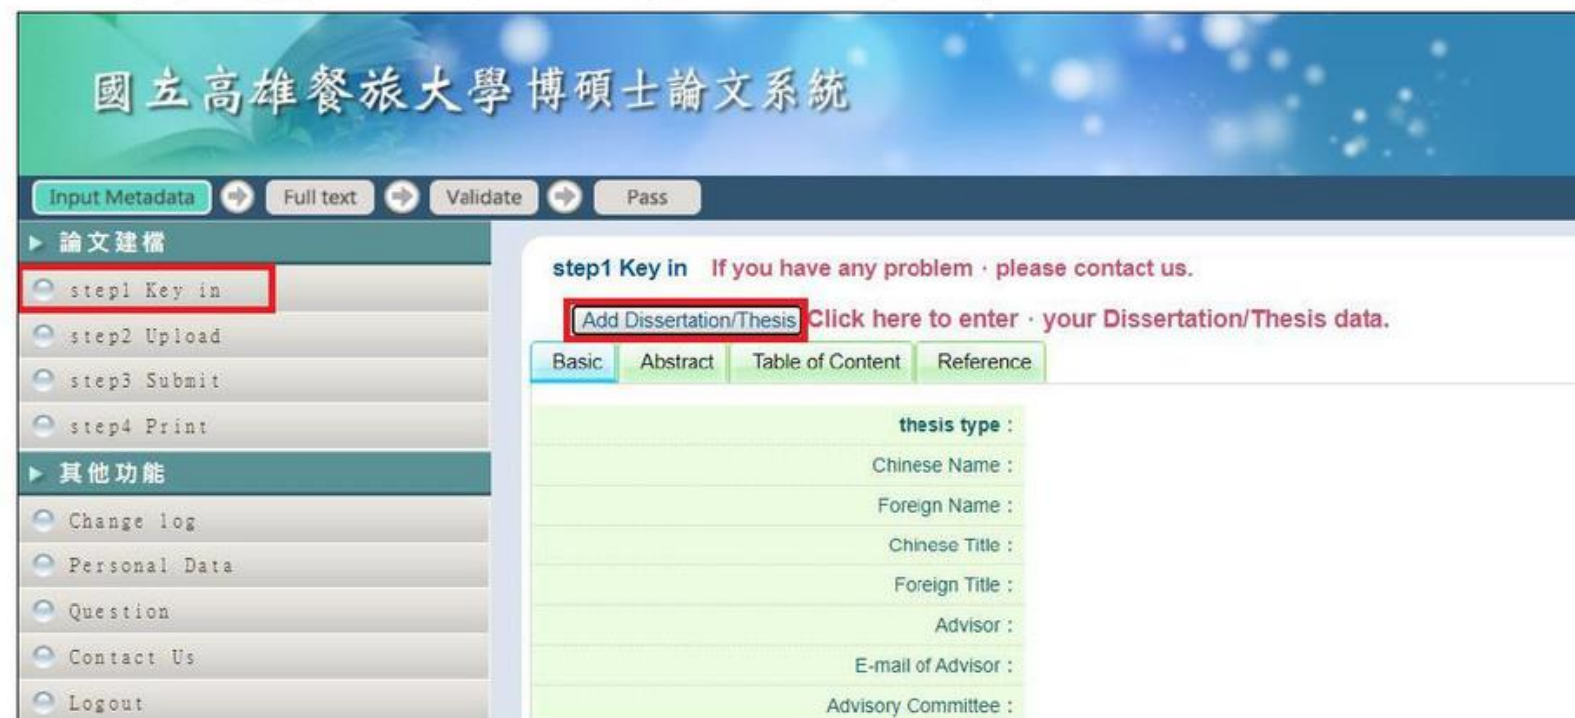 國立高雄餐旅大學博碩士論文系統
Input Metadata Full text Validate Pass
論文建檔
step1 Key in
step2 Upload
step3 Submit
step4 Print
其他功能
Change log
Personal Data
Question
Contact Us
Logout
step1 Key in If you have any problem，please contact us.
Add Dissertation/Thesis Click here to enter，your Dissertation/Thesis data.
Basic Abstract Table of Content Reference
thesis type：
Chinese Name：
Foreign Name：
Chinese Title：
Foreign Title：
Advisor：
E-mail of Advisor：
Advisory Committee：